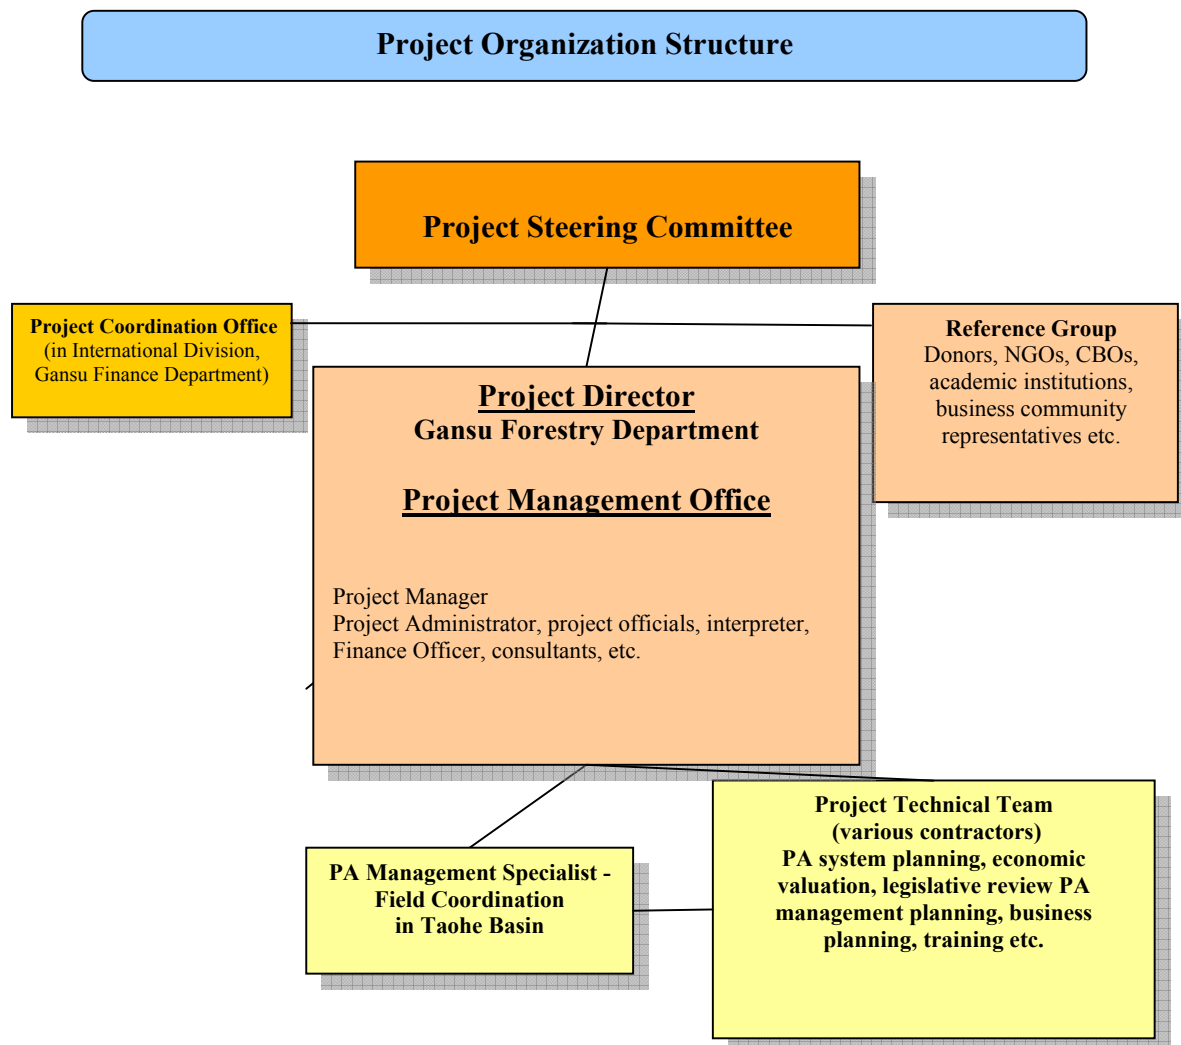 Project Organization Structure
Project Steering Committee
Project Coordination Office
(in International Division,
Gansu Finance Department)
Reference Group
Donors, NGOs, CBOs,
academic institutions,
business community
representatives etc.
Project Director
Gansu Forestry Department
Project Management Office
Project Manager
Project Administrator, project officials, interpreter,
Finance Officer, consultants, etc.
PA Management Specialist -
Field Coordination
in Taohe Basin
Project Technical Team
(various contractors)
PA system planning, economic
valuation, legislative review PA
management planning, business
planning, training etc.